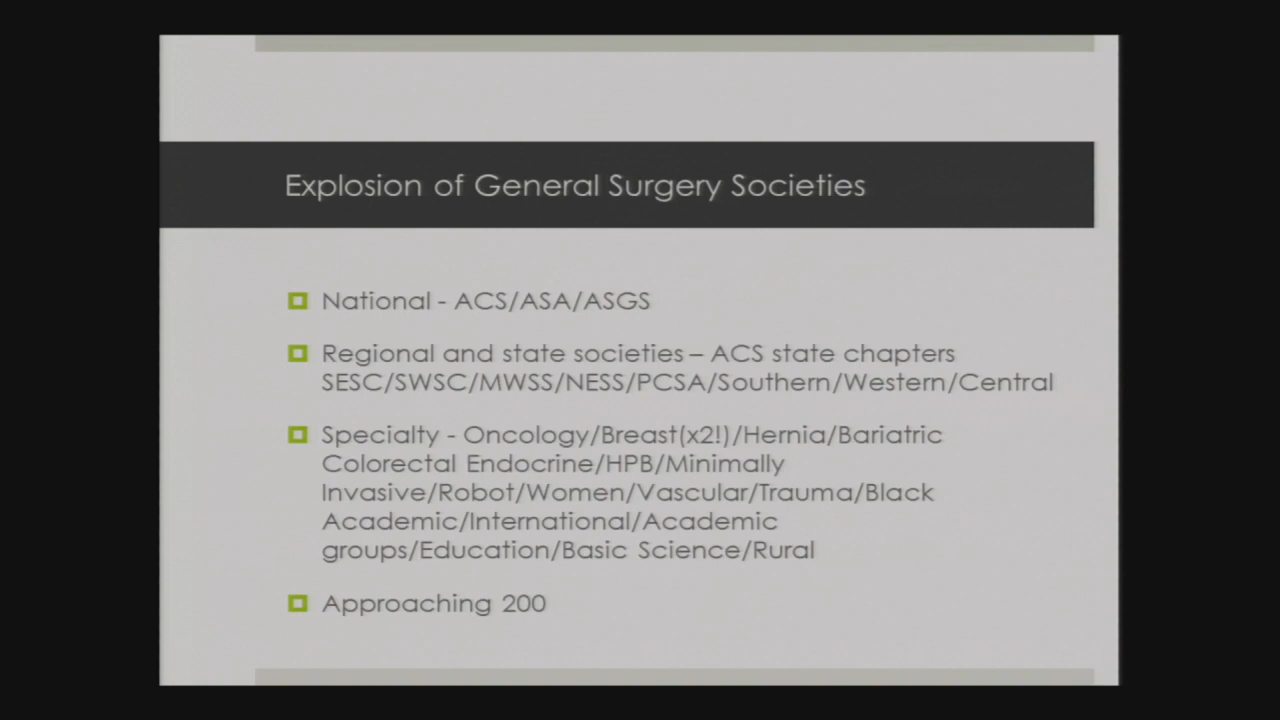 Explosion of General Surgery Societies
National - ACS/ASA/ASGS
Regional and state societies – ACS state chapters
SESC/SWSC/MWSS/NESS/PCSA/Southern/Western/Central
Specialty - Oncology/Breast(x2!)/Hernia/Bariatric
Colorectal Endocrine/HPB/Minimally
Invasive/Robot/Women/Vascular/Trauma/Black
Academic/International/Academic
groups/Education/Basic Science/Rural
Approaching 200